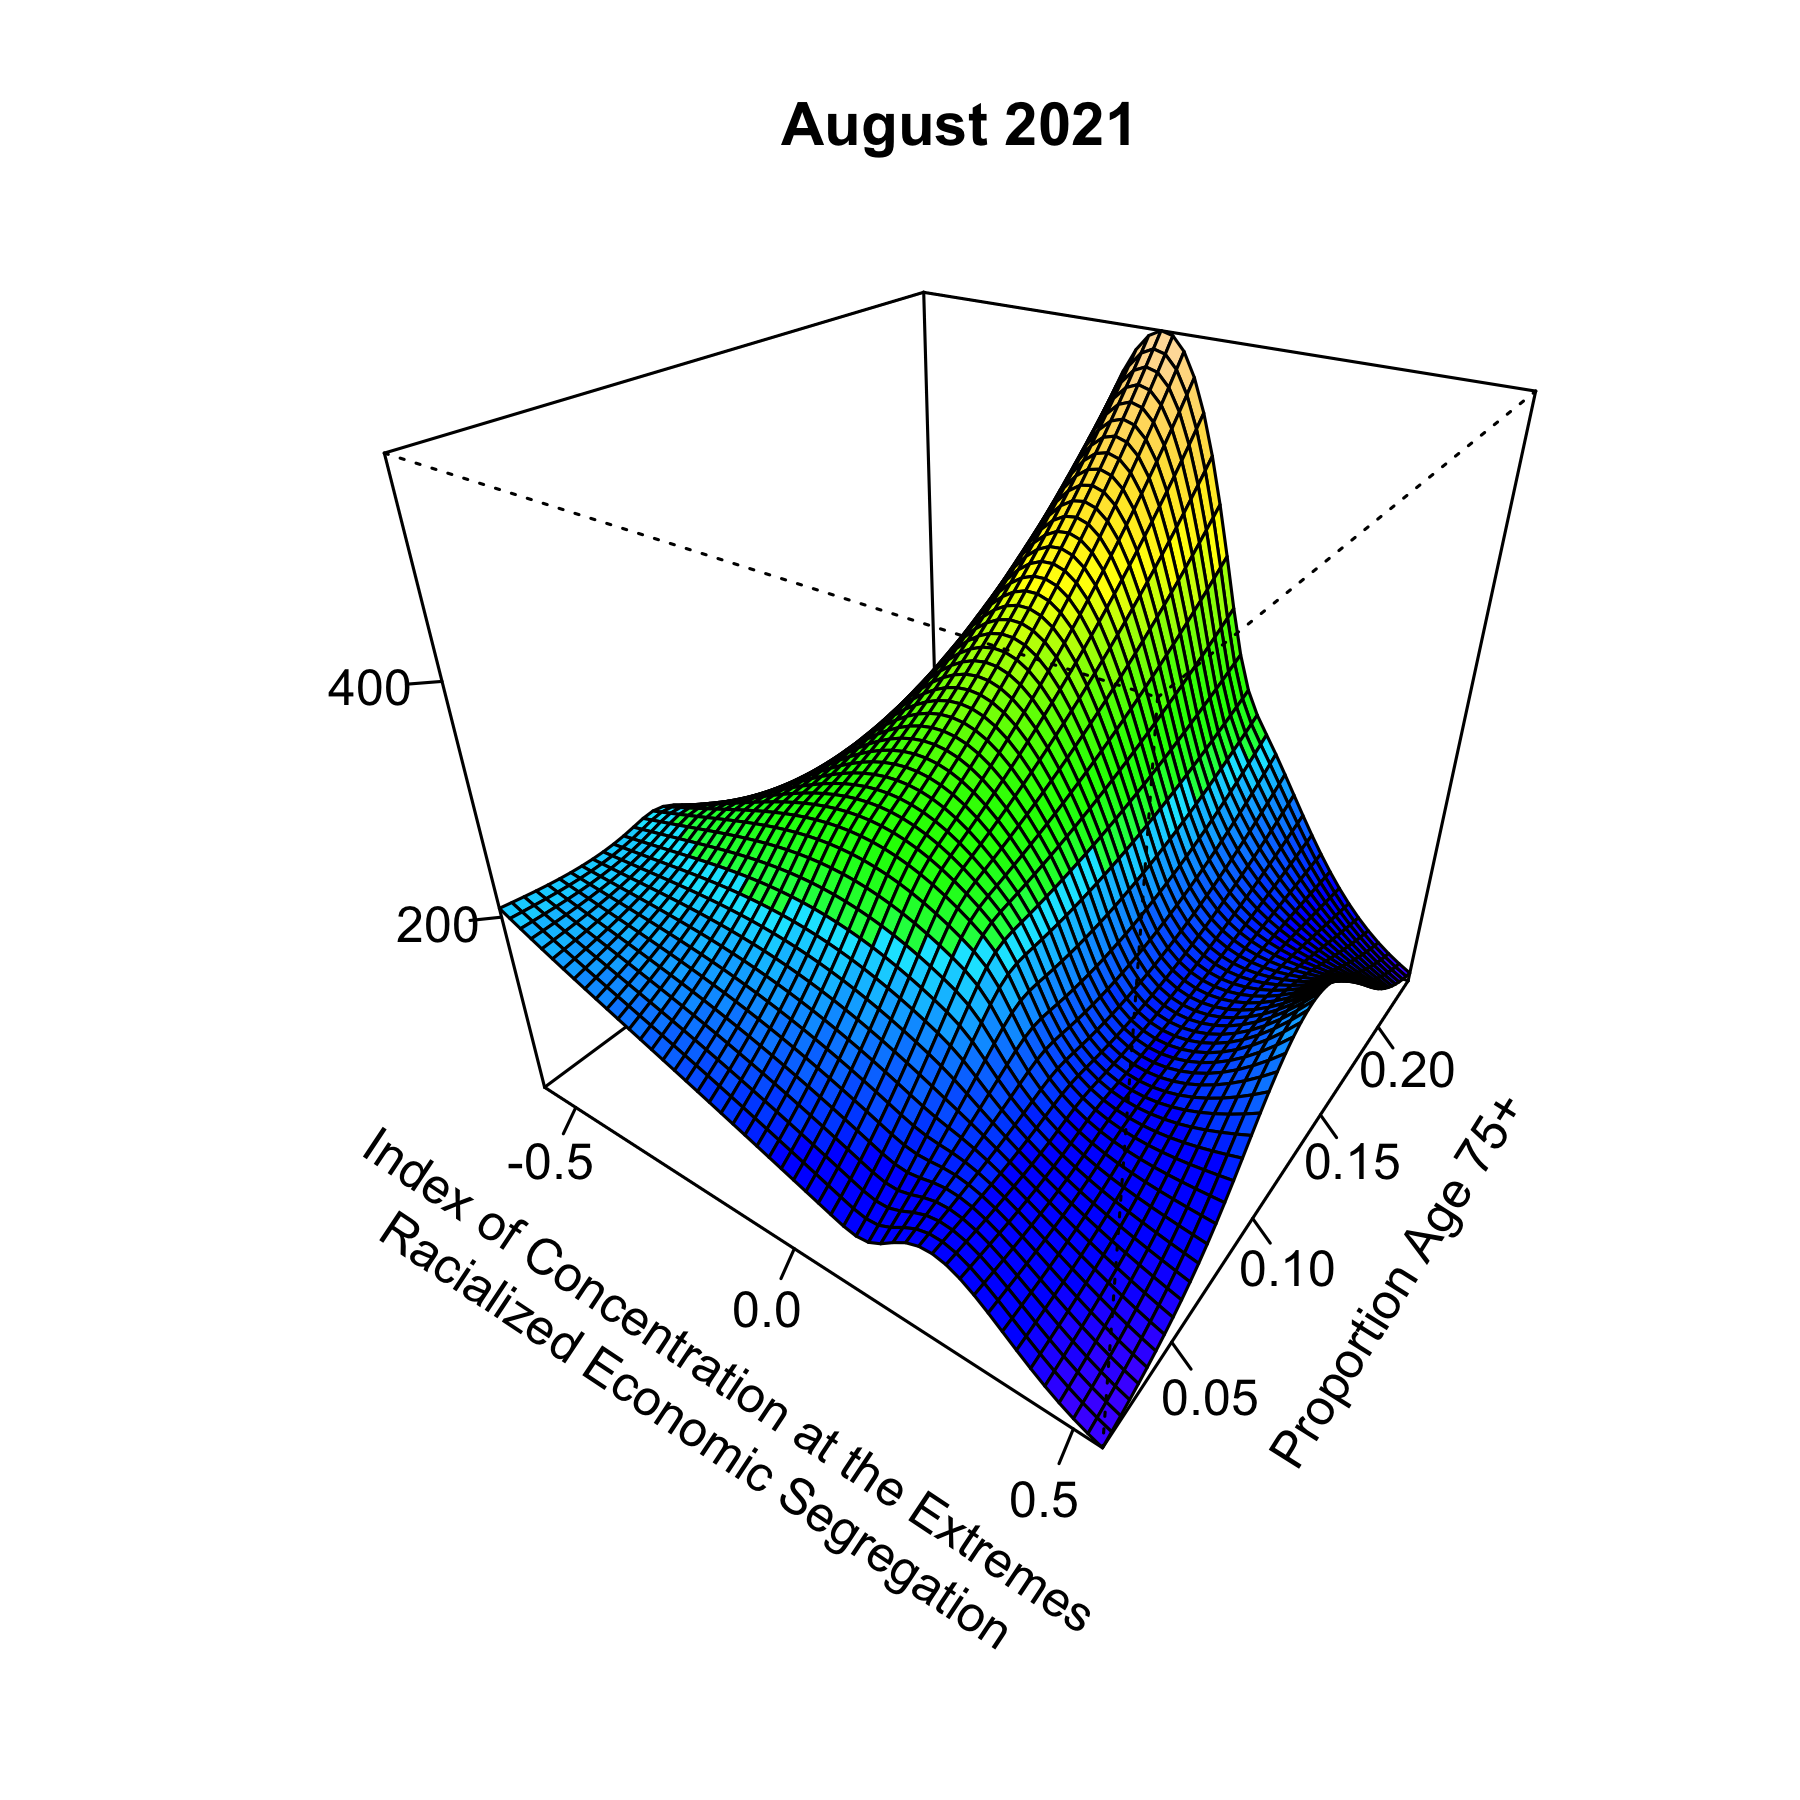 August 2021
400
200
-0.5
0.0
0.5
Index of Concentration at the Extremes
Racialized Economic Segregation
0.05
0.10
0.15
0.20
Proportion Age 75+